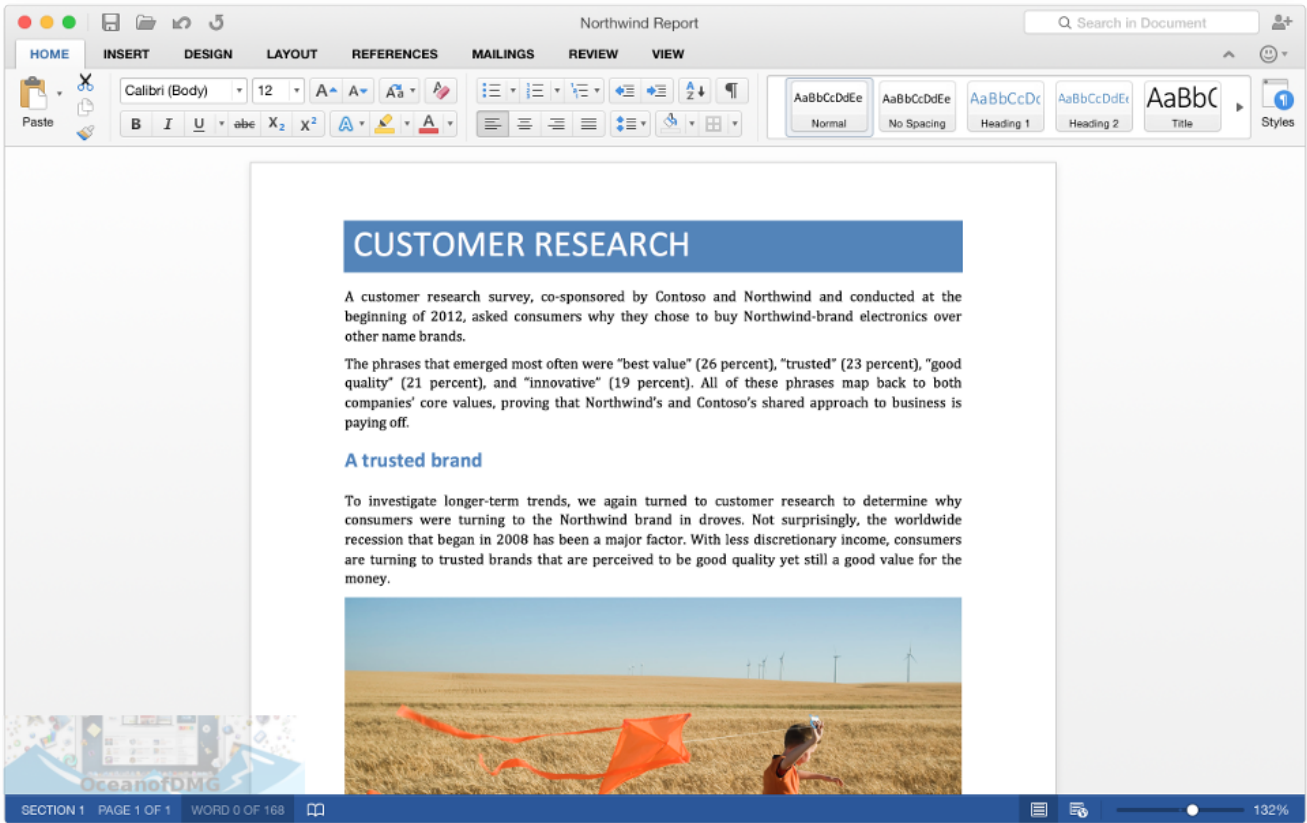 Northwind Report
Search in Document
HOME INSERT DESIGN LAYOUT REFERENCES MAILINGS REVIEW VIEW
Paste
Calibri (Body) 12
B I U abc X2 X2
AaBbCcDdEe AaBbCcDdEe AaBbCcDc AaBbCcDdEe AaBbC
Normal No Spacing Heading 1 Heading 2 Title
Styles
CUSTOMER RESEARCH
A customer research survey, co-sponsored by Contoso and Northwind and conducted at the
beginning of 2012, asked consumers why they chose to buy Northwind-brand electronics over
other name brands.
The phrases that emerged most often were “best value” (26 percent), “trusted” (23 percent), “good
quality” (21 percent), and “innovative” (19 percent). All of these phrases map back to both
companies’ core values, proving that Northwind’s and Contoso’s shared approach to business is
paying off.
A trusted brand
To investigate longer-term trends, we again turned to customer research to determine why
consumers were turning to the Northwind brand in droves. Not surprisingly, the worldwide
recession that began in 2008 has been a major factor. With less discretionary income, consumers
are turning to trusted brands that are perceived to be good quality yet still a good value for the
money.
OceanofDMG
SECTION 1 PAGE 1 OF 1 WORD 0 OF 168
132%